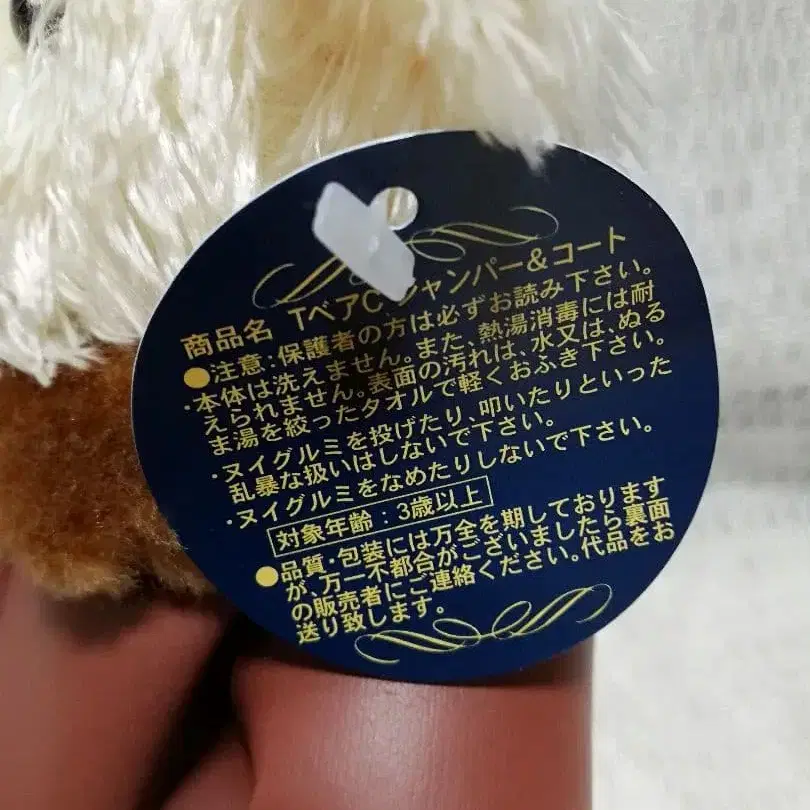 商品名 TベアC ジャンパー&コート
●注意:保護者の方は必ずお読み下さい。
・本体は洗えません。また、熱湯消毒には耐
えられません。表面の汚れは、水又は、ぬる
ま湯を絞ったタオルで軽くおふき下さい。
・ヌイグルミを投げたり、叩いたりといった
乱暴な扱いはしないで下さい。
・ヌイグルミをなめたりしないで下さい。
対象年齢:3歳以上
●品質・包装には万全を期しております
が、万一不都合がございましたら裏面
の販売者にご連絡ください。代品をお
送り致します。